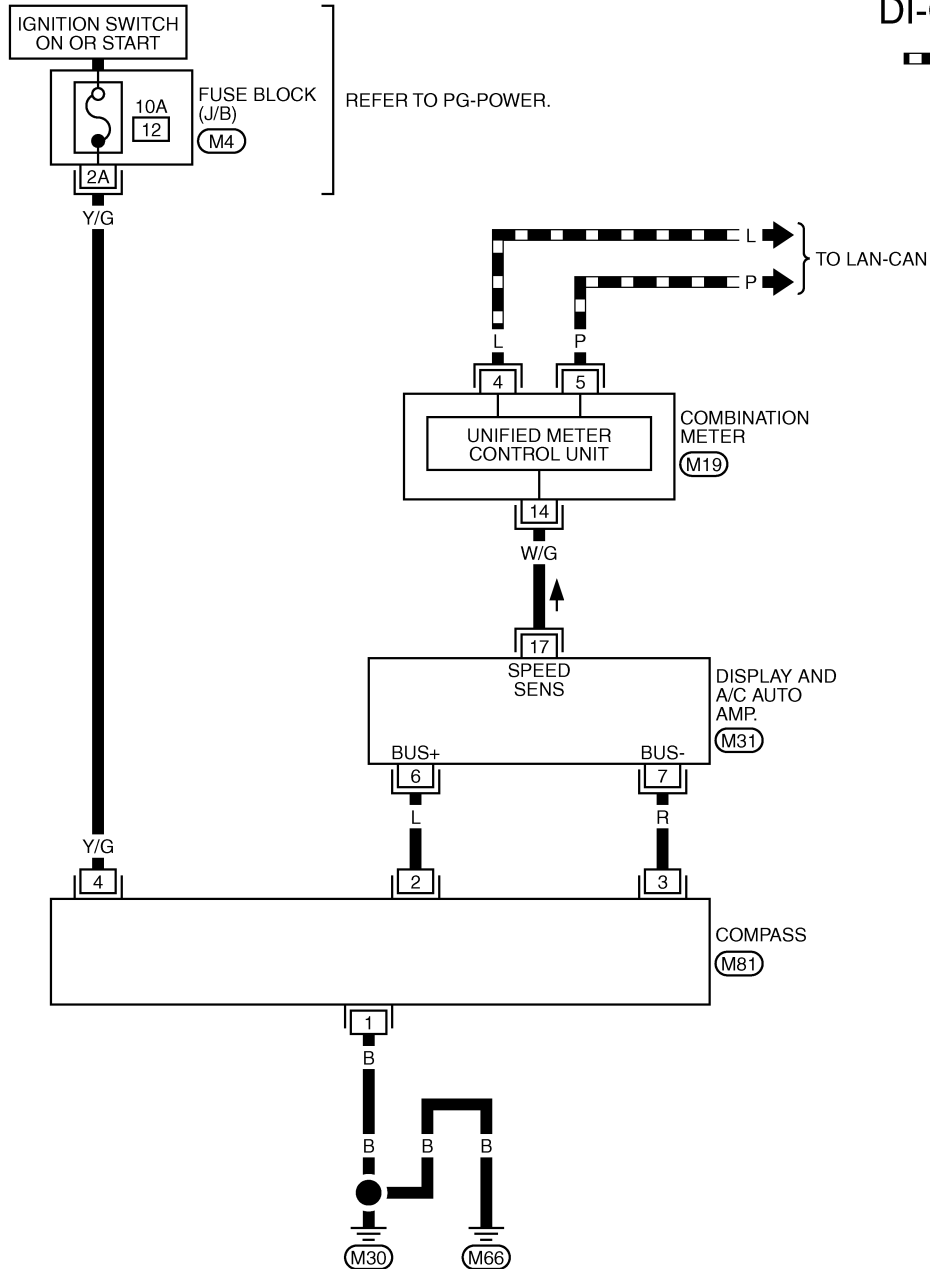 DI-
IGNITION SWITCH
ON OR START
FUSE BLOCK
(J/B)
M4
10A
12
REFER TO PG-POWER.
2A
Y/G
L
P
TO LAN-CAN
L
P
4
5
UNIFIED METER
CONTROL UNIT
COMBINATION
METER
M19
14
W/G
17
SPEED
SENS
DISPLAY AND
A/C AUTO
AMP.
M31
BUS+
BUS-
6
7
L
R
Y/G
4
2
3
COMPASS
M81
1
B
B
B
B
M30
M66